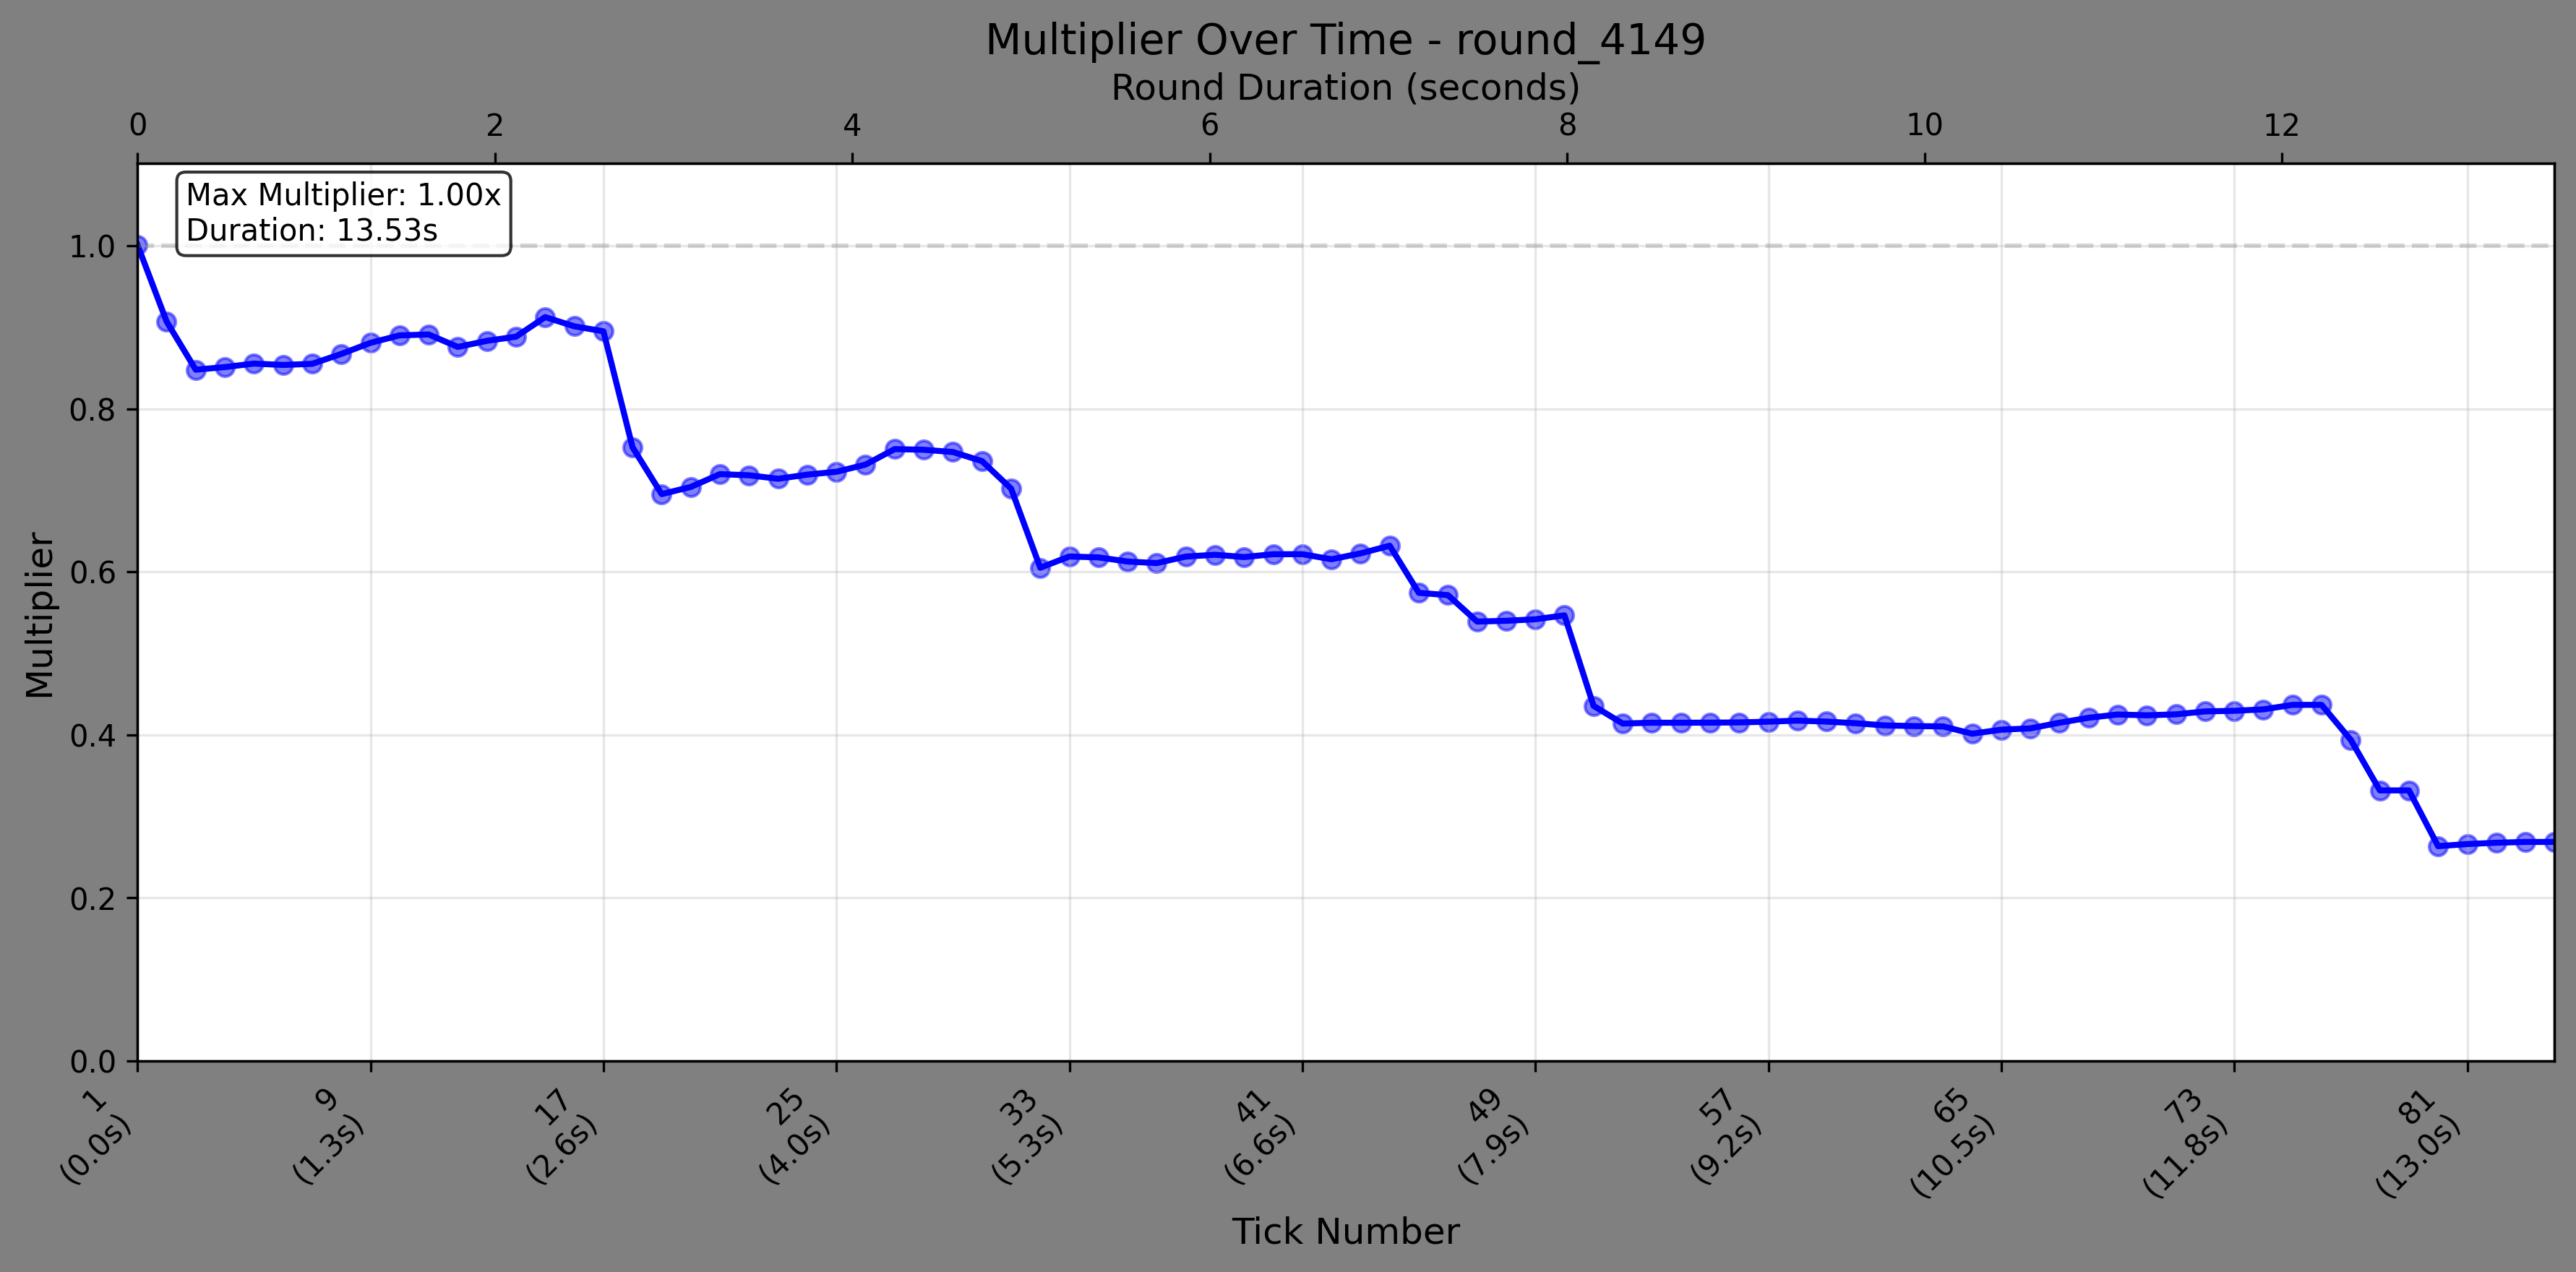 Multiplier Over Time - round_4149
Round Duration (seconds)
0 2 4 6 8 10 12
Max Multiplier: 1.00x
Duration: 13.53s
Multiplier
1.0
0.8
0.6
0.4
0.2
0.0
1
(0.0s)
9
(1.3s)
17
(2.6s)
25
(4.0s)
33
(5.3s)
41
(6.6s)
49
(7.9s)
57
(9.2s)
65
(10.5s)
73
(11.8s)
81
(13.0s)
Tick Number